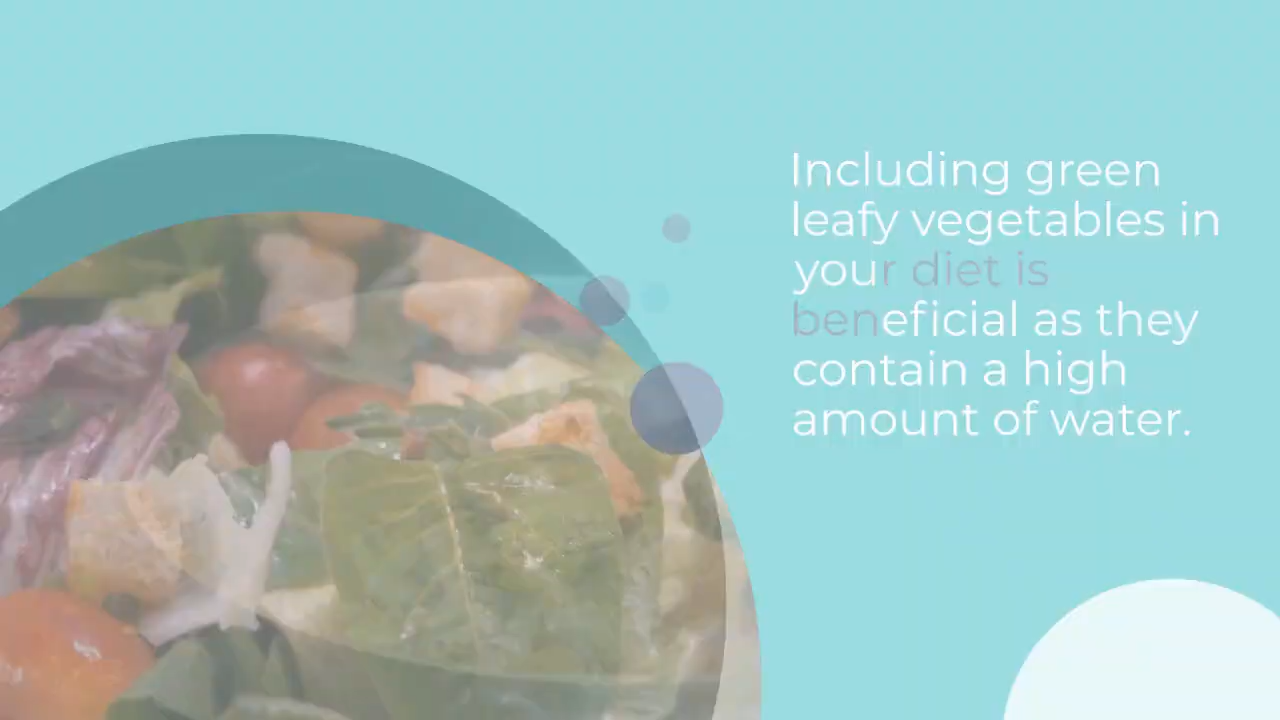 Including green
leafy vegetables in
your diet is
beneficial as they
contain a high
amount of water.